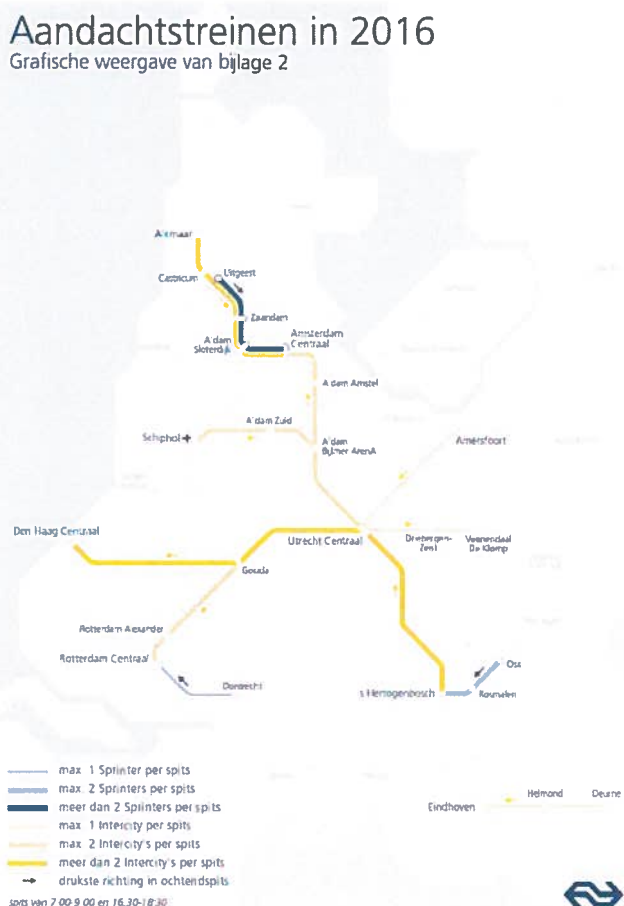 Aandachtstreinen in 2016
Grafische weergave van bijlage 2
Alkmaar
Castricum
Uitgeest
Zaandam
A'dam
Sloterdijk
Amsterdam
Centraal
A'dam Amstel
A'dam Zuid
Schiphol
A'dam
Bijlmer ArenA
Amersfoort
Den Haag Centraal
Utrecht Centraal
Driebergen-
Zeist
Veenendaal
De Klomp
Gouda
Rotterdam Alexander
Rotterdam Centraal
Dordrecht
's Hertogenbosch
Oss
Rosmalen
max 1 Sprinter per spits
max 2 Sprinters per spits
meer dan 2 Sprinters per spits
max 1 Intercity per spits
max 2 Intercity's per spits
meer dan 2 Intercity's per spits
drukste richting in ochtendspits
spits van 7.00-9.00 en 16.30-18.30
Eindhoven
Helmond
Deurne